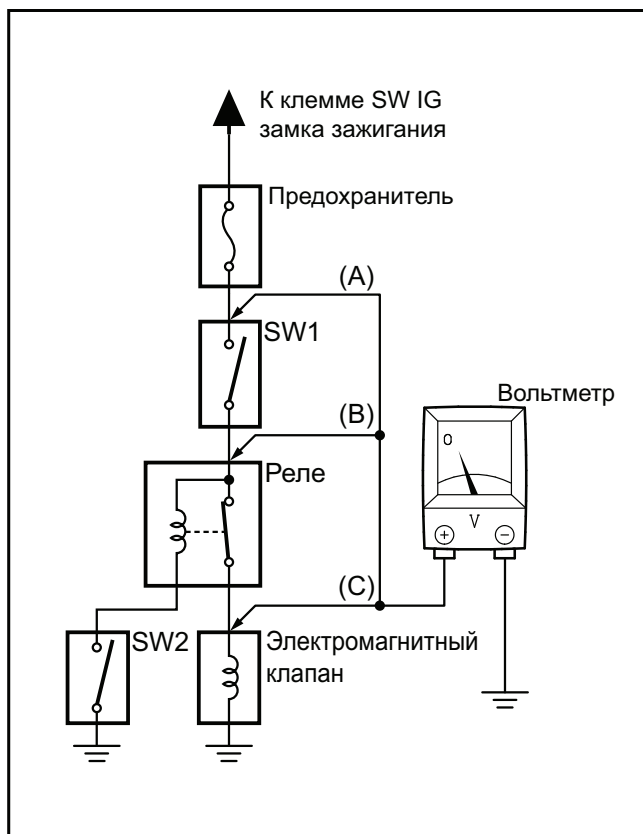 К клемме SW IG
замка зажигания
Предохранитель
(A)
SW1
(B)
Вольтметр
0
V
+
−
Реле
(C)
SW2
Электромагнитный
клапан